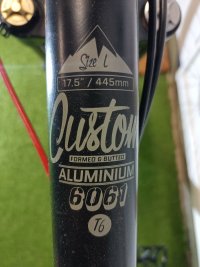 Size L
17.5" / 445mm
Custom
FORMED & BUTTED
ALUMINIUM
6061
T6